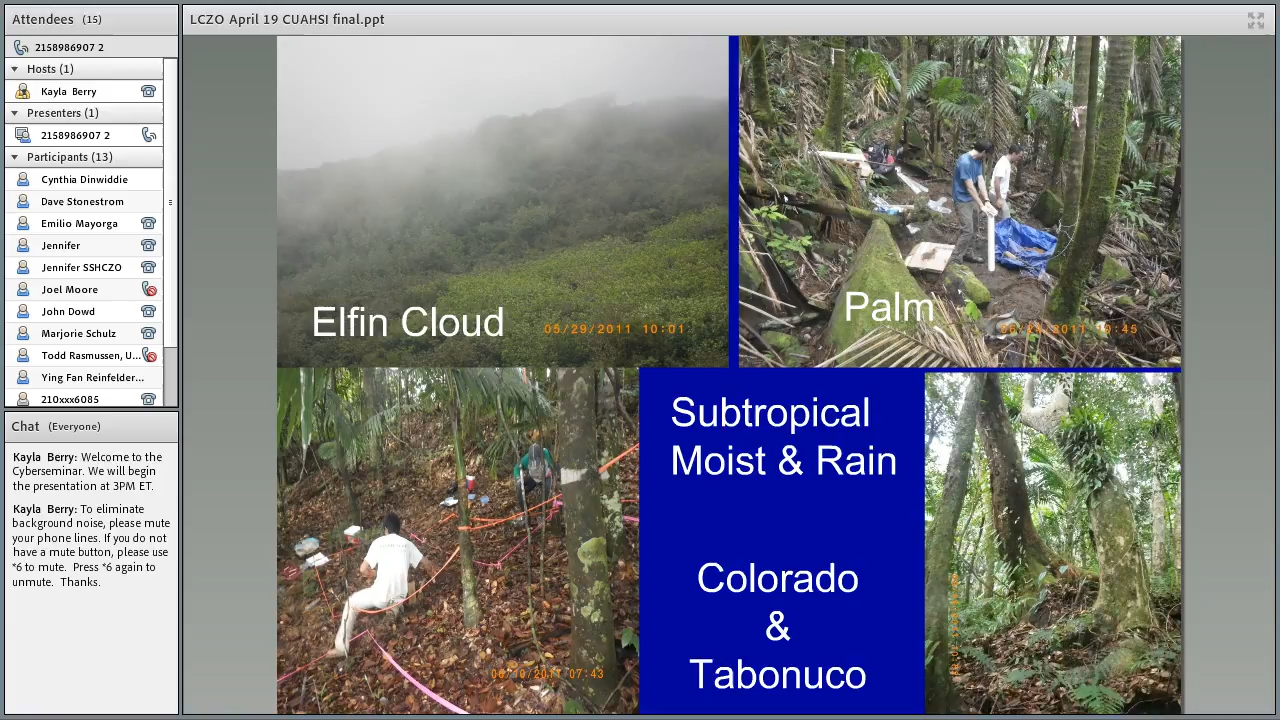 Attendees (15)
2158986907 2
Hosts (1)
Kayla Berry
Presenters (1)
2158986907 2
Participants (13)
Cynthia Dinwiddie
Dave Stonestrom
Emilio Mayorga
Jennifer
Jennifer SSHCZO
Joel Moore
John Dowd
Marjorie Schulz
Todd Rasmussen, U...
Ying Fan Reinfelder...
210xxx6085
Chat (Everyone)
Kayla Berry: Welcome to the
Cyberseminar. We will begin
the presentation at 3PM ET.
Kayla Berry: To eliminate
background noise, please mute
your phone lines. If you do not
have a mute button, please use
*6 to mute. Press *6 again to
unmute. Thanks.
LCZO April 19 CUAHSI final.ppt
Elfin Cloud
05/29/2011 10:01
Palm
Subtropical
Moist & Rain
Colorado
&
Tabonuco
07:43